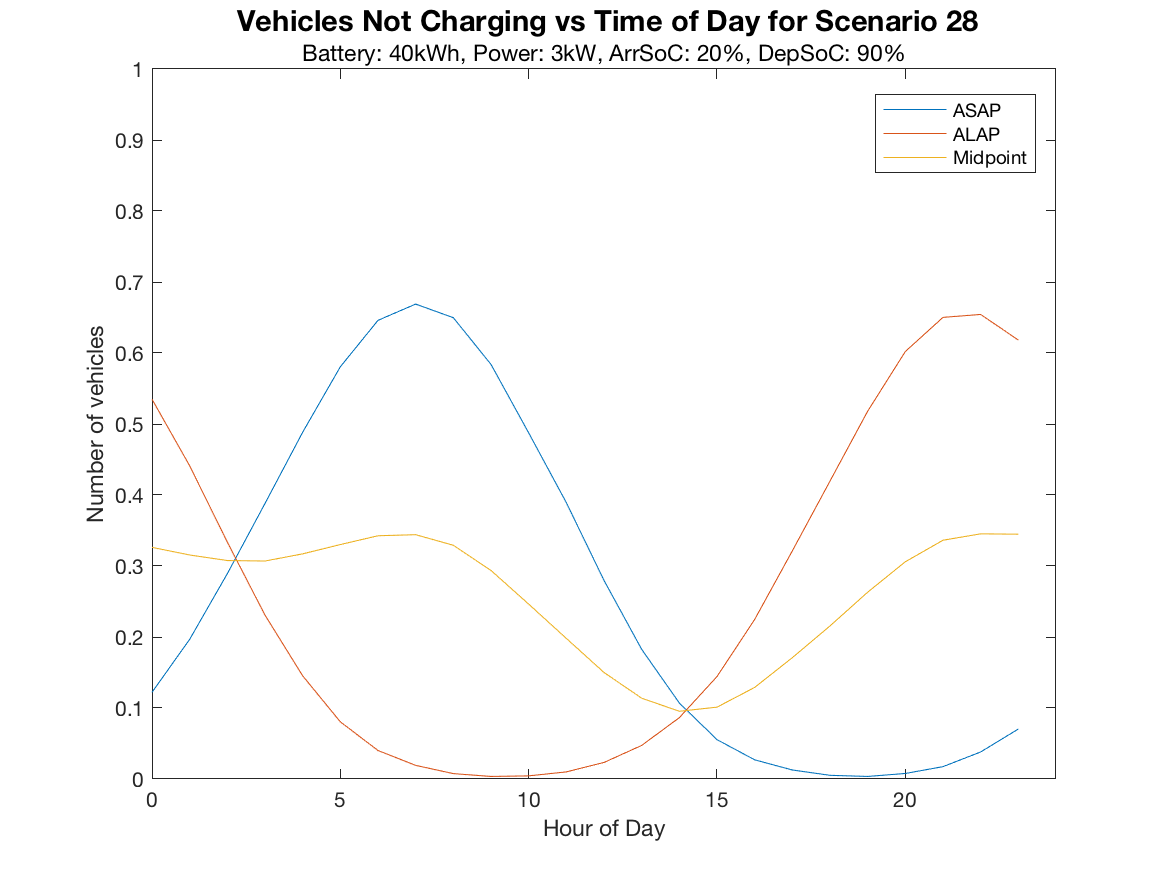 Vehicles Not Charging vs Time of Day for Scenario 28
Battery: 40kWh, Power: 3kW, ArrSoC: 20%, DepSoC: 90%
1
0.9
0.8
0.7
0.6
0.5
0.4
0.3
0.2
0.1
0
Number of vehicles
ASAP
ALAP
Midpoint
0 5 10 15 20
Hour of Day